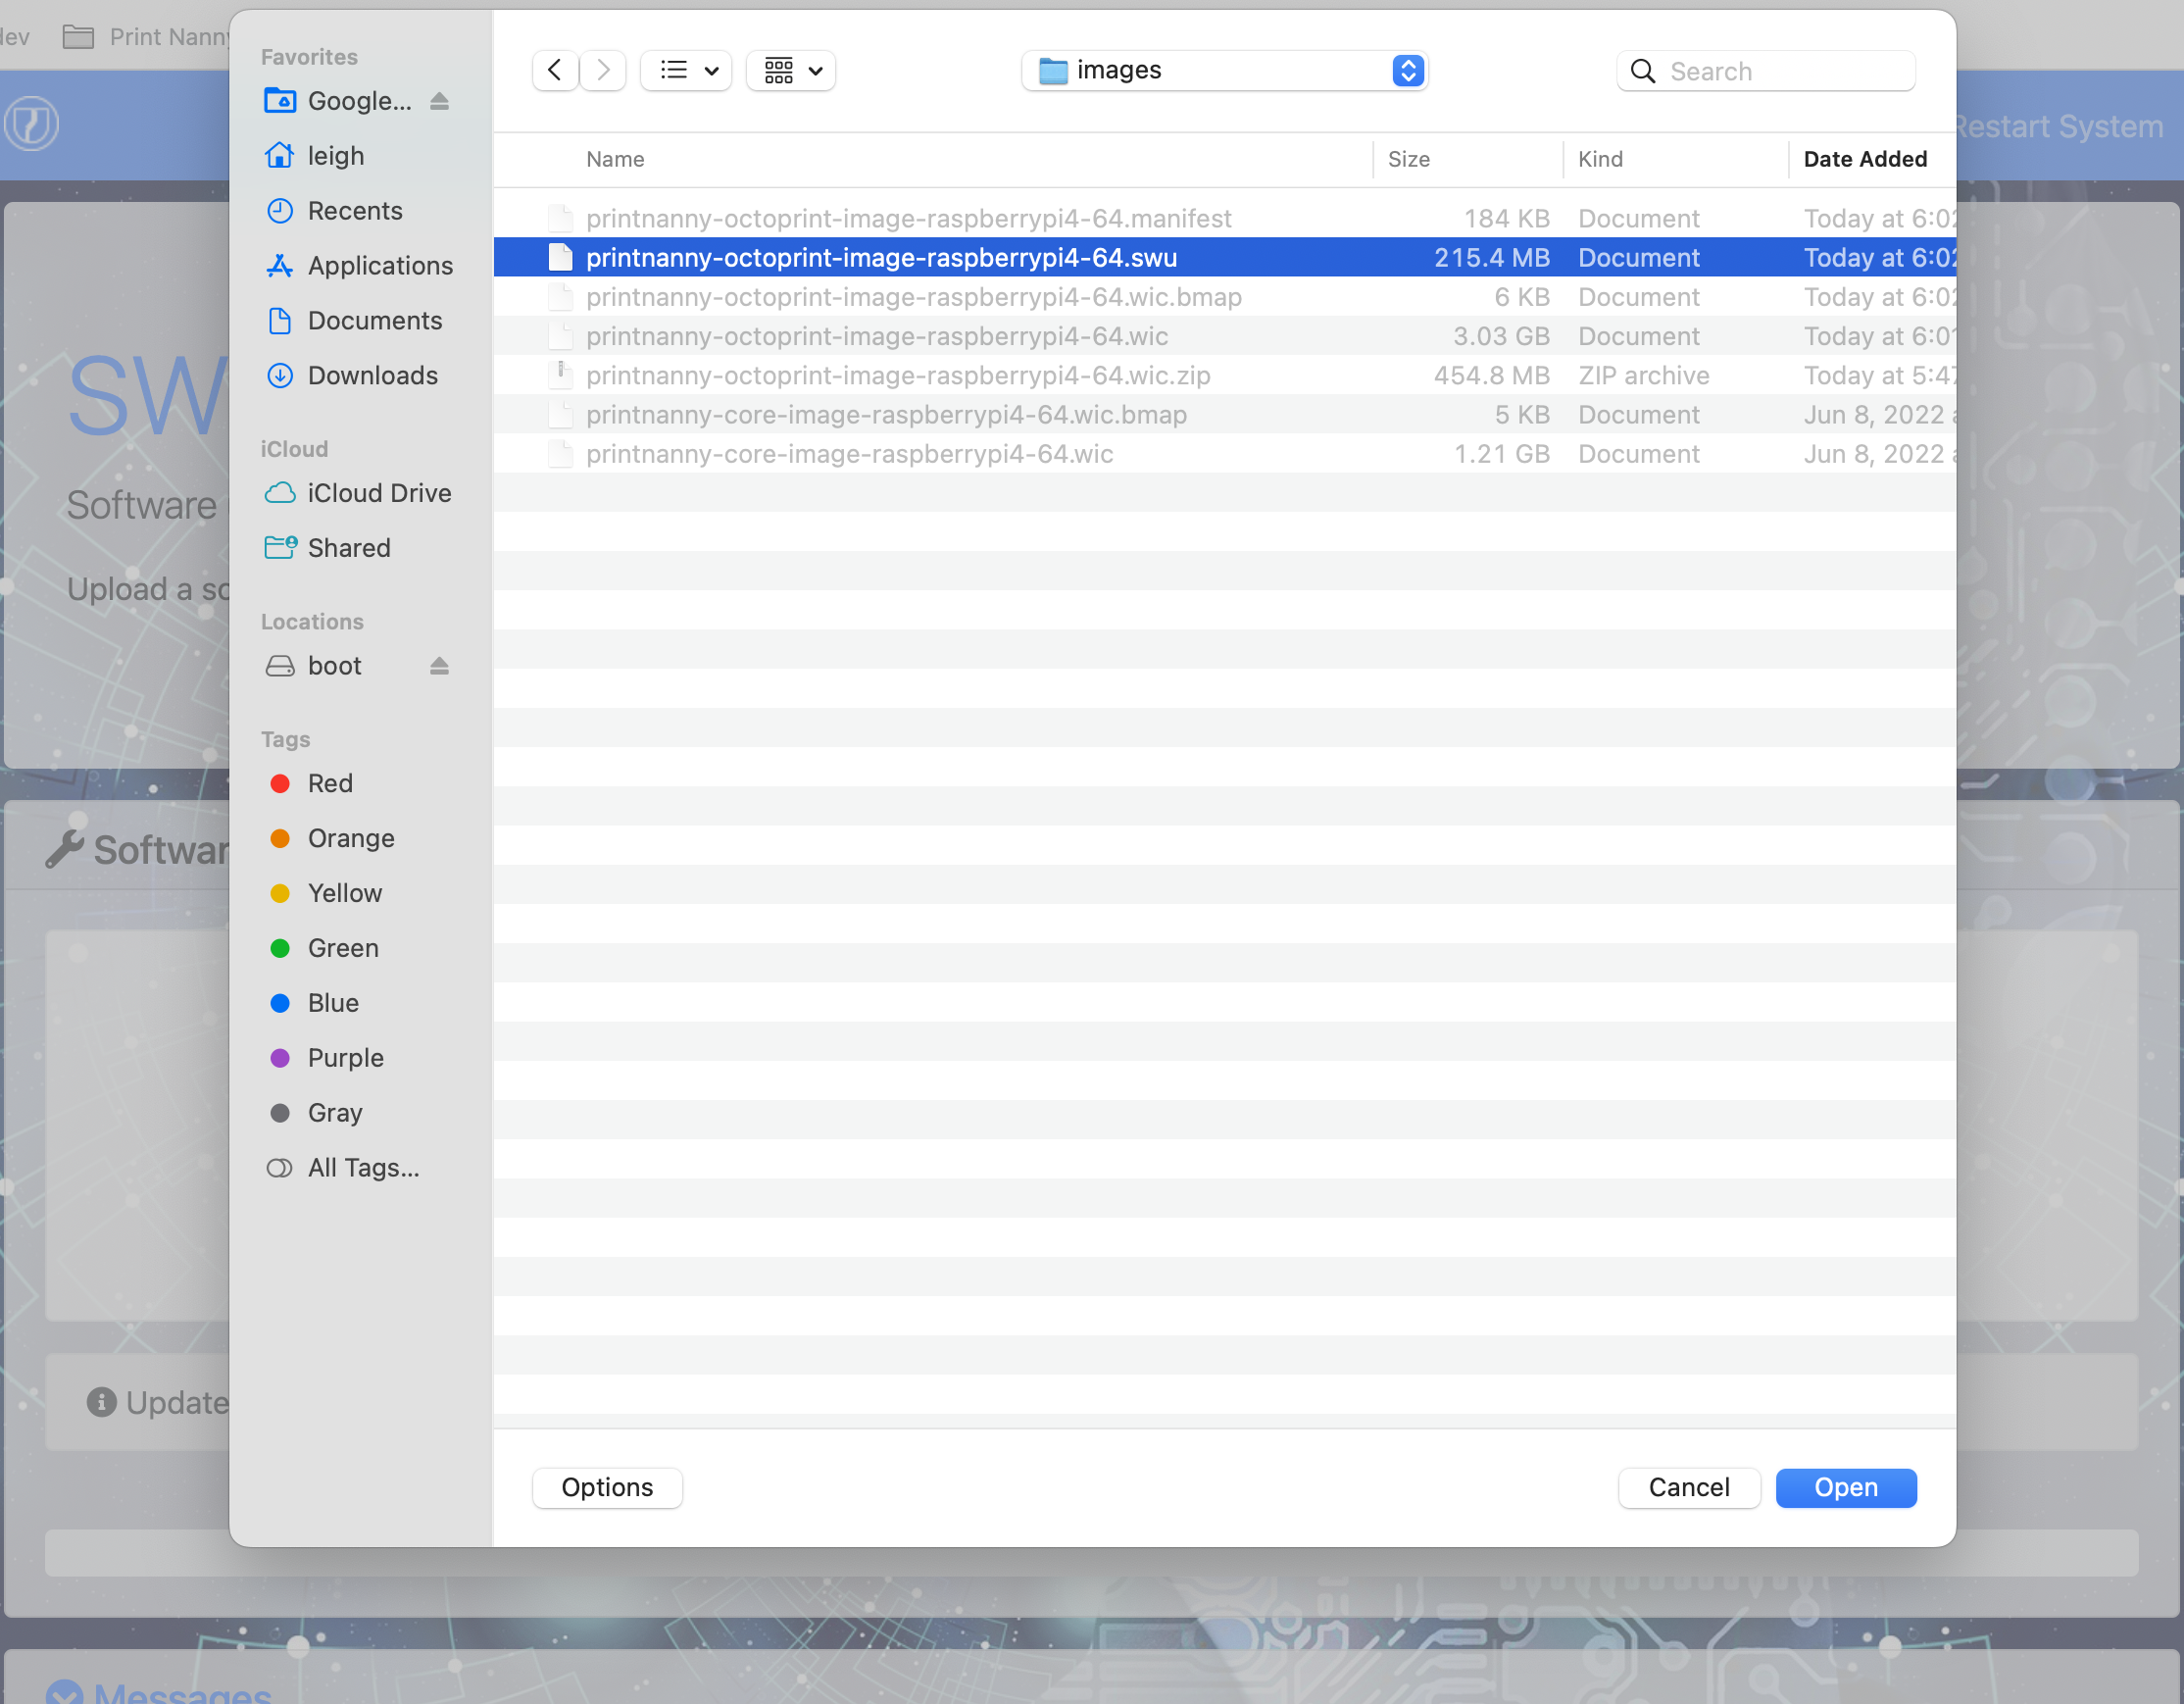 dev Print Nanny
Restart System
SW
Software
Upload a so
Softwar
Update
Messages
Favorites
Google...
leigh
Recents
Applications
Documents
Downloads
iCloud
iCloud Drive
Shared
Locations
boot
Tags
Red
Orange
Yellow
Green
Blue
Purple
Gray
All Tags...
images
Search
Name Size Kind Date Added
printnanny-octoprint-image-raspberrypi4-64.manifest 184 KB Document Today at 6:02
printnanny-octoprint-image-raspberrypi4-64.swu 215.4 MB Document Today at 6:02
printnanny-octoprint-image-raspberrypi4-64.wic.bmap 6 KB Document Today at 6:02
printnanny-octoprint-image-raspberrypi4-64.wic 3.03 GB Document Today at 6:01
printnanny-octoprint-image-raspberrypi4-64.wic.zip 454.8 MB ZIP archive Today at 5:47
printnanny-core-image-raspberrypi4-64.wic.bmap 5 KB Document Jun 8, 2022 a
printnanny-core-image-raspberrypi4-64.wic 1.21 GB Document Jun 8, 2022 a
Options Cancel Open